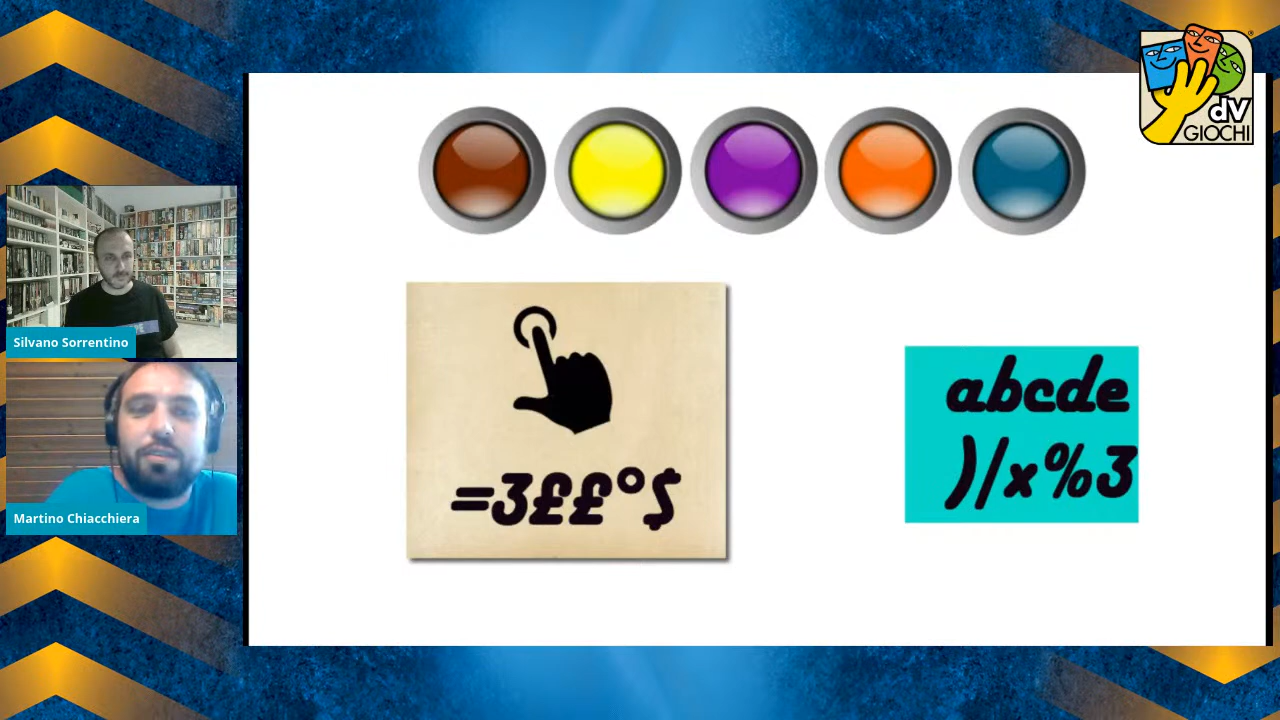 dV
GIOCHI
Silvano Sorrentino
Martino Chiacchiera
=3££°$
abcde
)/x%3